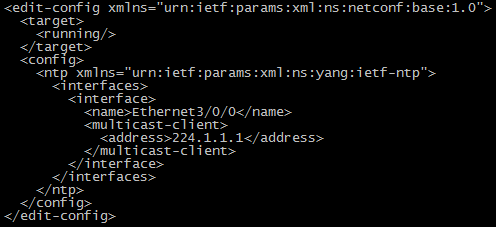 <edit-config xmlns="urn:ietf:params:xml:ns:netconf:base:1.0">
  <target>
    <running/>
  </target>
  <config>
    <ntp xmlns="urn:ietf:params:xml:ns:yang:ietf-ntp">
      <interfaces>
        <interface>
          <name>Ethernet3/0/0</name>
          <multicast-client>
            <address>224.1.1.1</address>
          </multicast-client>
        </interface>
      </interfaces>
    </ntp>
  </config>
</edit-config>